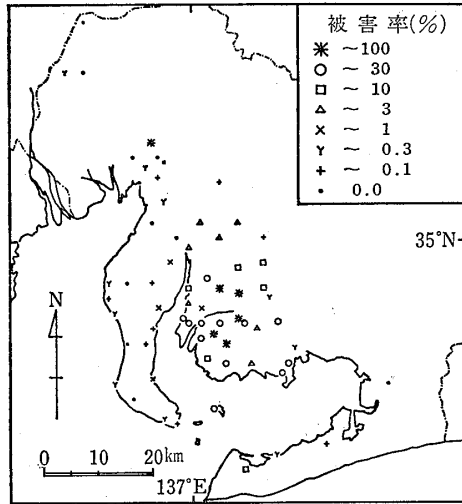 被害率(%)
＊ ～100
○ ～ 30
□ ～ 10
△ ～ 3
× ～ 1
Y ～ 0.3
+ ～ 0.1
・ 0.0
35°N
N
0 10 20km
137°E